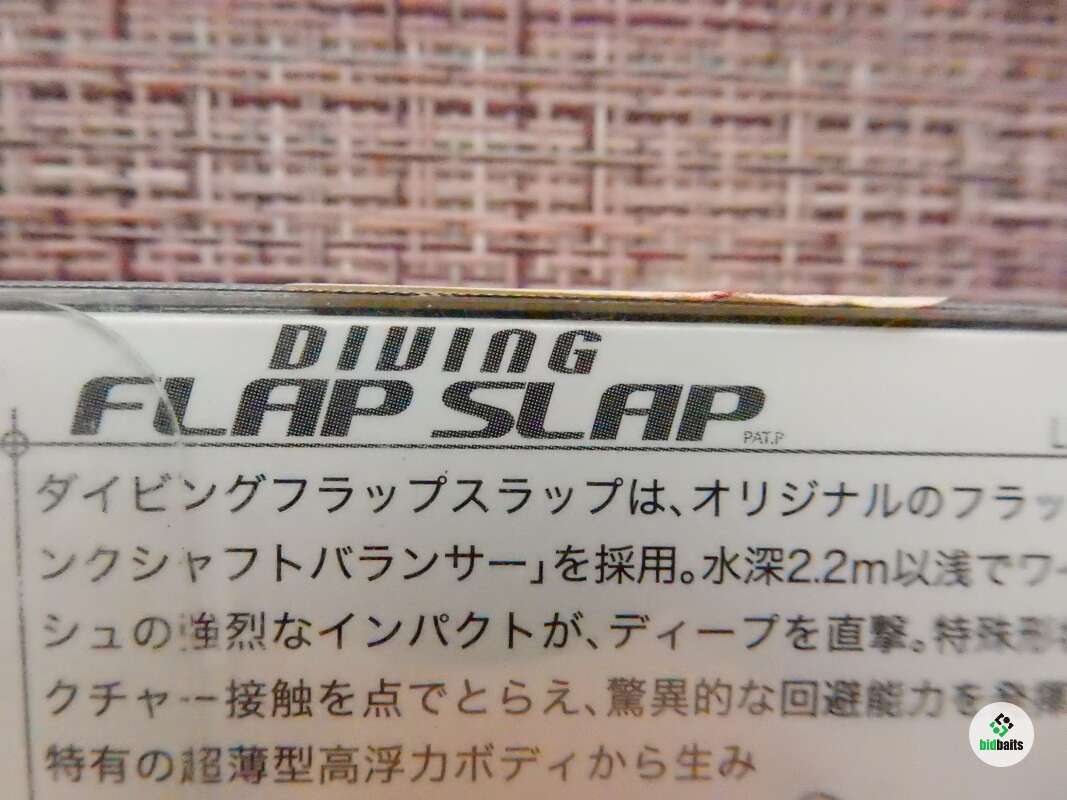 DIVING
FLAP SLAP
PAT.P
L
ダイビングフラップスラップは、オリジナルのフラッ
ンクシャフトバランサー」を採用。水深2.2m以浅でワー
シュの強烈なインパクトが、ディープを直撃。特殊形
クチャー接触を点でとらえ、驚異的な回避能力を発揮
特有の超薄型高浮力ボディから生み
bidbaits